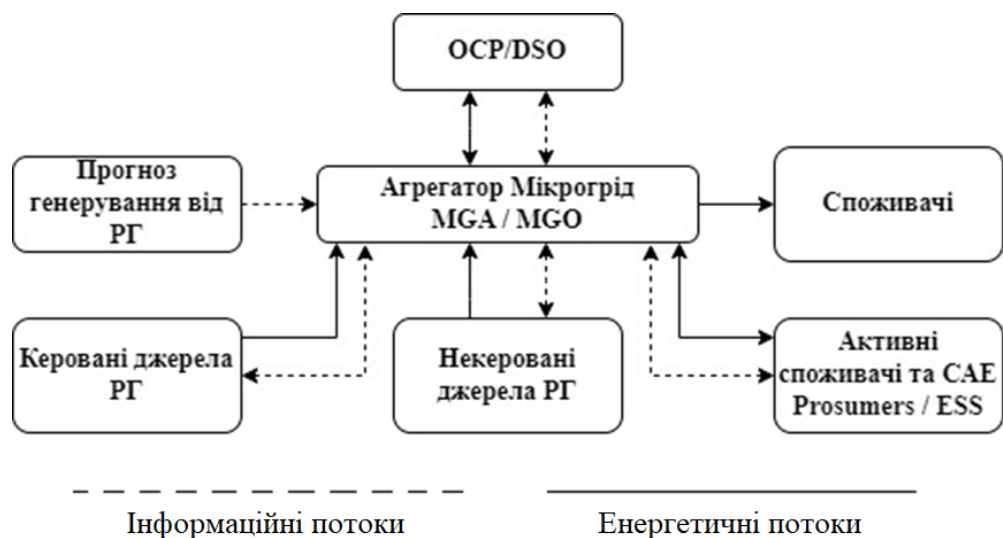 ОСР/DSO
Прогноз
генерування від
РГ
Агрегатор Мікрогрід
MGA / MGO
Споживачі
Керовані джерела
РГ
Некеровані
джерела РГ
Активні
споживачі та САЕ
Prosumers / ESS
Інформаційні потоки
Енергетичні потоки